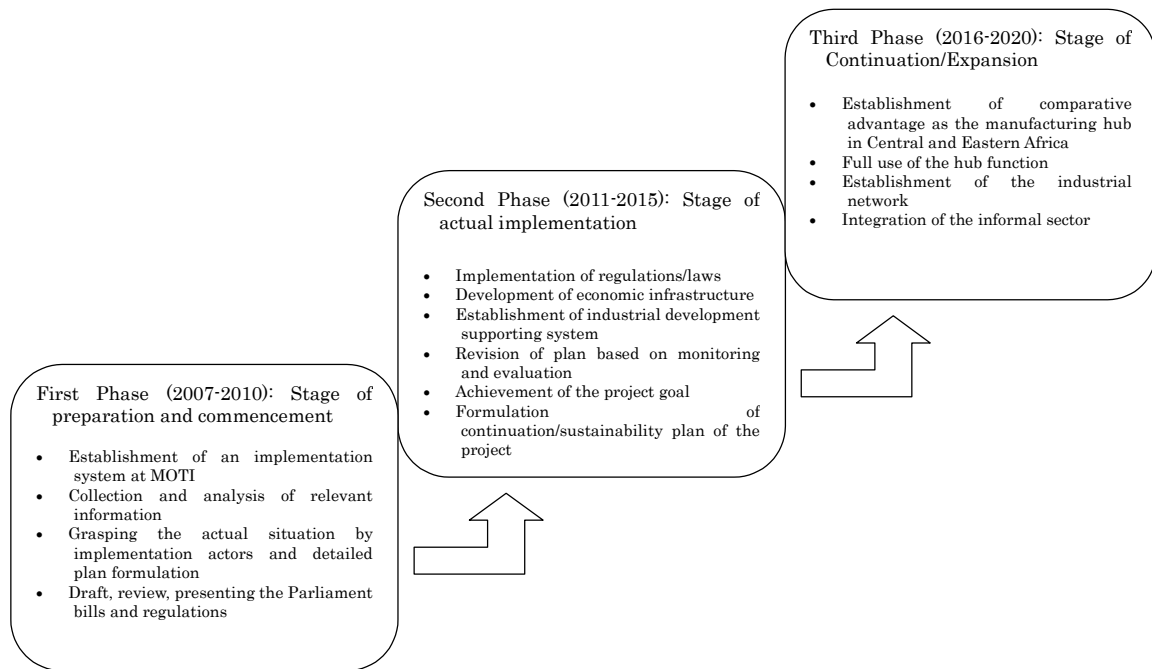 First Phase (2007-2010): Stage of
preparation and commencement
• Establishment of an implementation
system at MOTI
• Collection and analysis of relevant
information
• Grasping the actual situation by
implementation actors and detailed
plan formulation
• Draft, review, presenting the Parliament
bills and regulations
Second Phase (2011-2015): Stage of
actual implementation
• Implementation of regulations/laws
• Development of economic infrastructure
• Establishment of industrial development
supporting system
• Revision of plan based on monitoring
and evaluation
• Achievement of the project goal
• Formulation of
continuation/sustainability plan of the
project
Third Phase (2016-2020): Stage of
Continuation/Expansion
• Establishment of comparative
advantage as the manufacturing hub
in Central and Eastern Africa
• Full use of the hub function
• Establishment of the industrial
network
• Integration of the informal sector